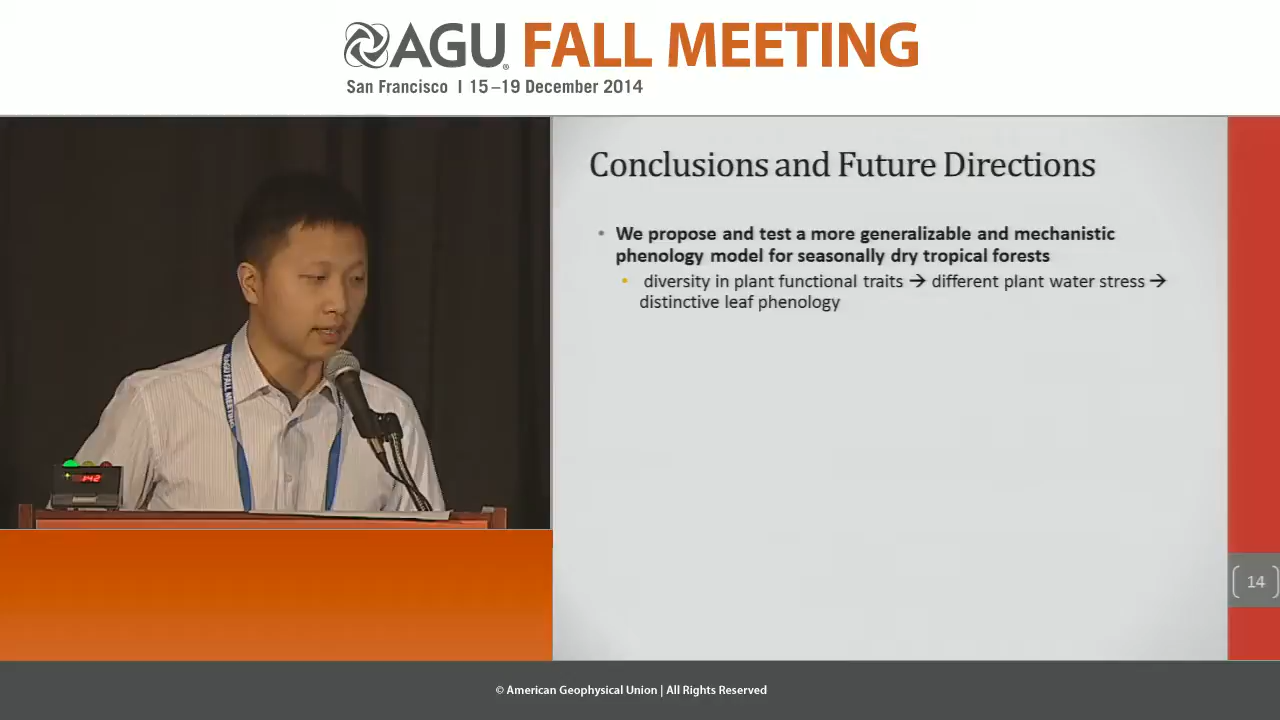 AGU FALL MEETING
San Francisco | 15–19 December 2014
Conclusions and Future Directions
• We propose and test a more generalizable and mechanistic
phenology model for seasonally dry tropical forests
• diversity in plant functional traits → different plant water stress →
distinctive leaf phenology
FALL MEETING
14
© American Geophysical Union | All Rights Reserved